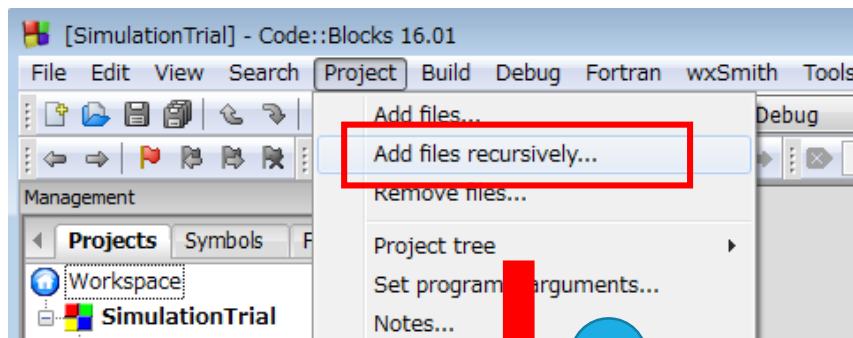 [SimulationTrial] - Code::Blocks 16.01
File Edit View Search Project Build Debug Fortran wxSmith Tools
Add files...
Debug
Add files recursively...
Management
Remove files...
Projects Symbols F
Project tree
Workspace
Set program arguments...
SimulationTrial
Notes...